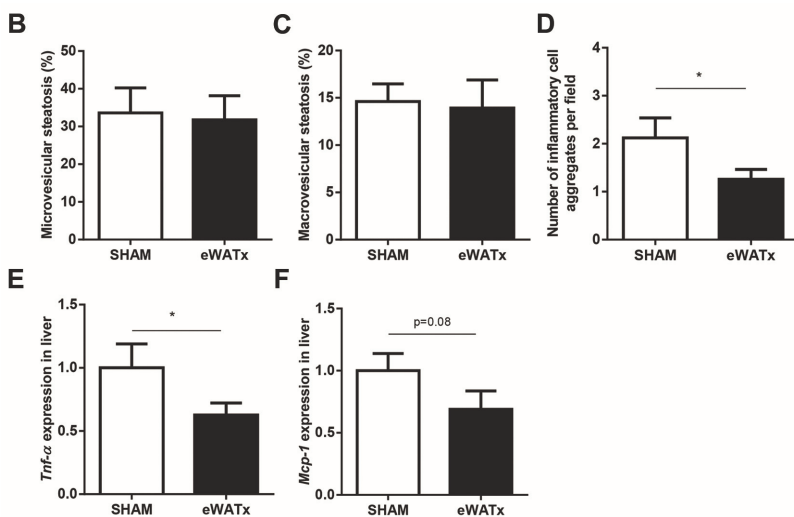 B
Microvesicular steatosis (%)
50
40
30
20
10
0
SHAM
eWATx
C
Macrovesicular steatosis (%)
20
15
10
5
0
SHAM
eWATx
D
Number of inflammatory cell
aggregates per field
4
3
2
1
0
*
SHAM
eWATx
E
Tnf-α expression in liver
1.5
1.0
0.5
0.0
*
SHAM
eWATx
F
Mcp-1 expression in liver
1.5
1.0
0.5
0.0
p=0.08
SHAM
eWATx